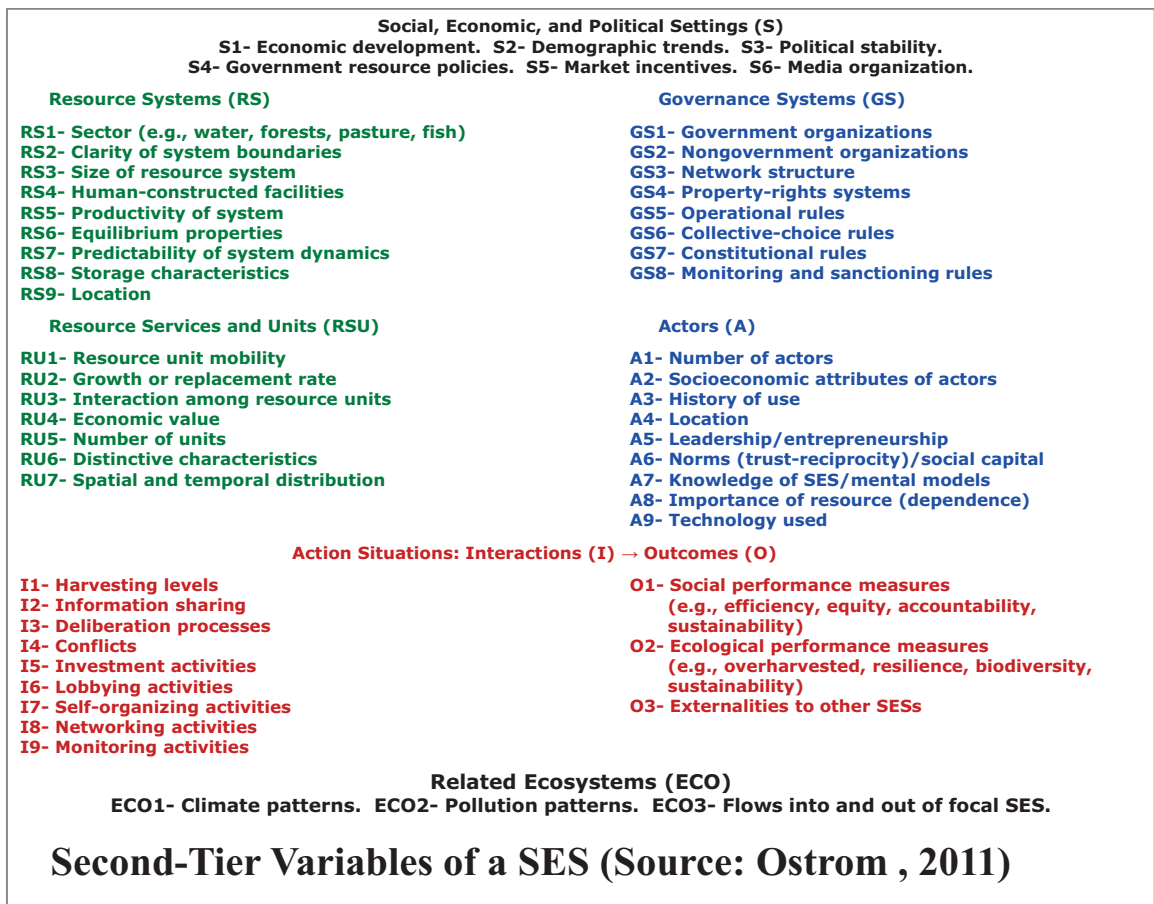 Social, Economic, and Political Settings (S)
S1- Economic development. S2- Demographic trends. S3- Political stability.
S4- Government resource policies. S5- Market incentives. S6- Media organization.
Resource Systems (RS)
RS1- Sector (e.g., water, forests, pasture, fish)
RS2- Clarity of system boundaries
RS3- Size of resource system
RS4- Human-constructed facilities
RS5- Productivity of system
RS6- Equilibrium properties
RS7- Predictability of system dynamics
RS8- Storage characteristics
RS9- Location
Governance Systems (GS)
GS1- Government organizations
GS2- Nongovernment organizations
GS3- Network structure
GS4- Property-rights systems
GS5- Operational rules
GS6- Collective-choice rules
GS7- Constitutional rules
GS8- Monitoring and sanctioning rules
Resource Services and Units (RSU)
RU1- Resource unit mobility
RU2- Growth or replacement rate
RU3- Interaction among resource units
RU4- Economic value
RU5- Number of units
RU6- Distinctive characteristics
RU7- Spatial and temporal distribution
Actors (A)
A1- Number of actors
A2- Socioeconomic attributes of actors
A3- History of use
A4- Location
A5- Leadership/entrepreneurship
A6- Norms (trust-reciprocity)/social capital
A7- Knowledge of SES/mental models
A8- Importance of resource (dependence)
A9- Technology used
Action Situations: Interactions (I) → Outcomes (O)
I1- Harvesting levels
I2- Information sharing
I3- Deliberation processes
I4- Conflicts
I5- Investment activities
I6- Lobbying activities
I7- Self-organizing activities
I8- Networking activities
I9- Monitoring activities
O1- Social performance measures
(e.g., efficiency, equity, accountability,
sustainability)
O2- Ecological performance measures
(e.g., overharvested, resilience, biodiversity,
sustainability)
O3- Externalities to other SESs
Related Ecosystems (ECO)
ECO1- Climate patterns. ECO2- Pollution patterns. ECO3- Flows into and out of focal SES.
Second-Tier Variables of a SES (Source: Ostrom , 2011)